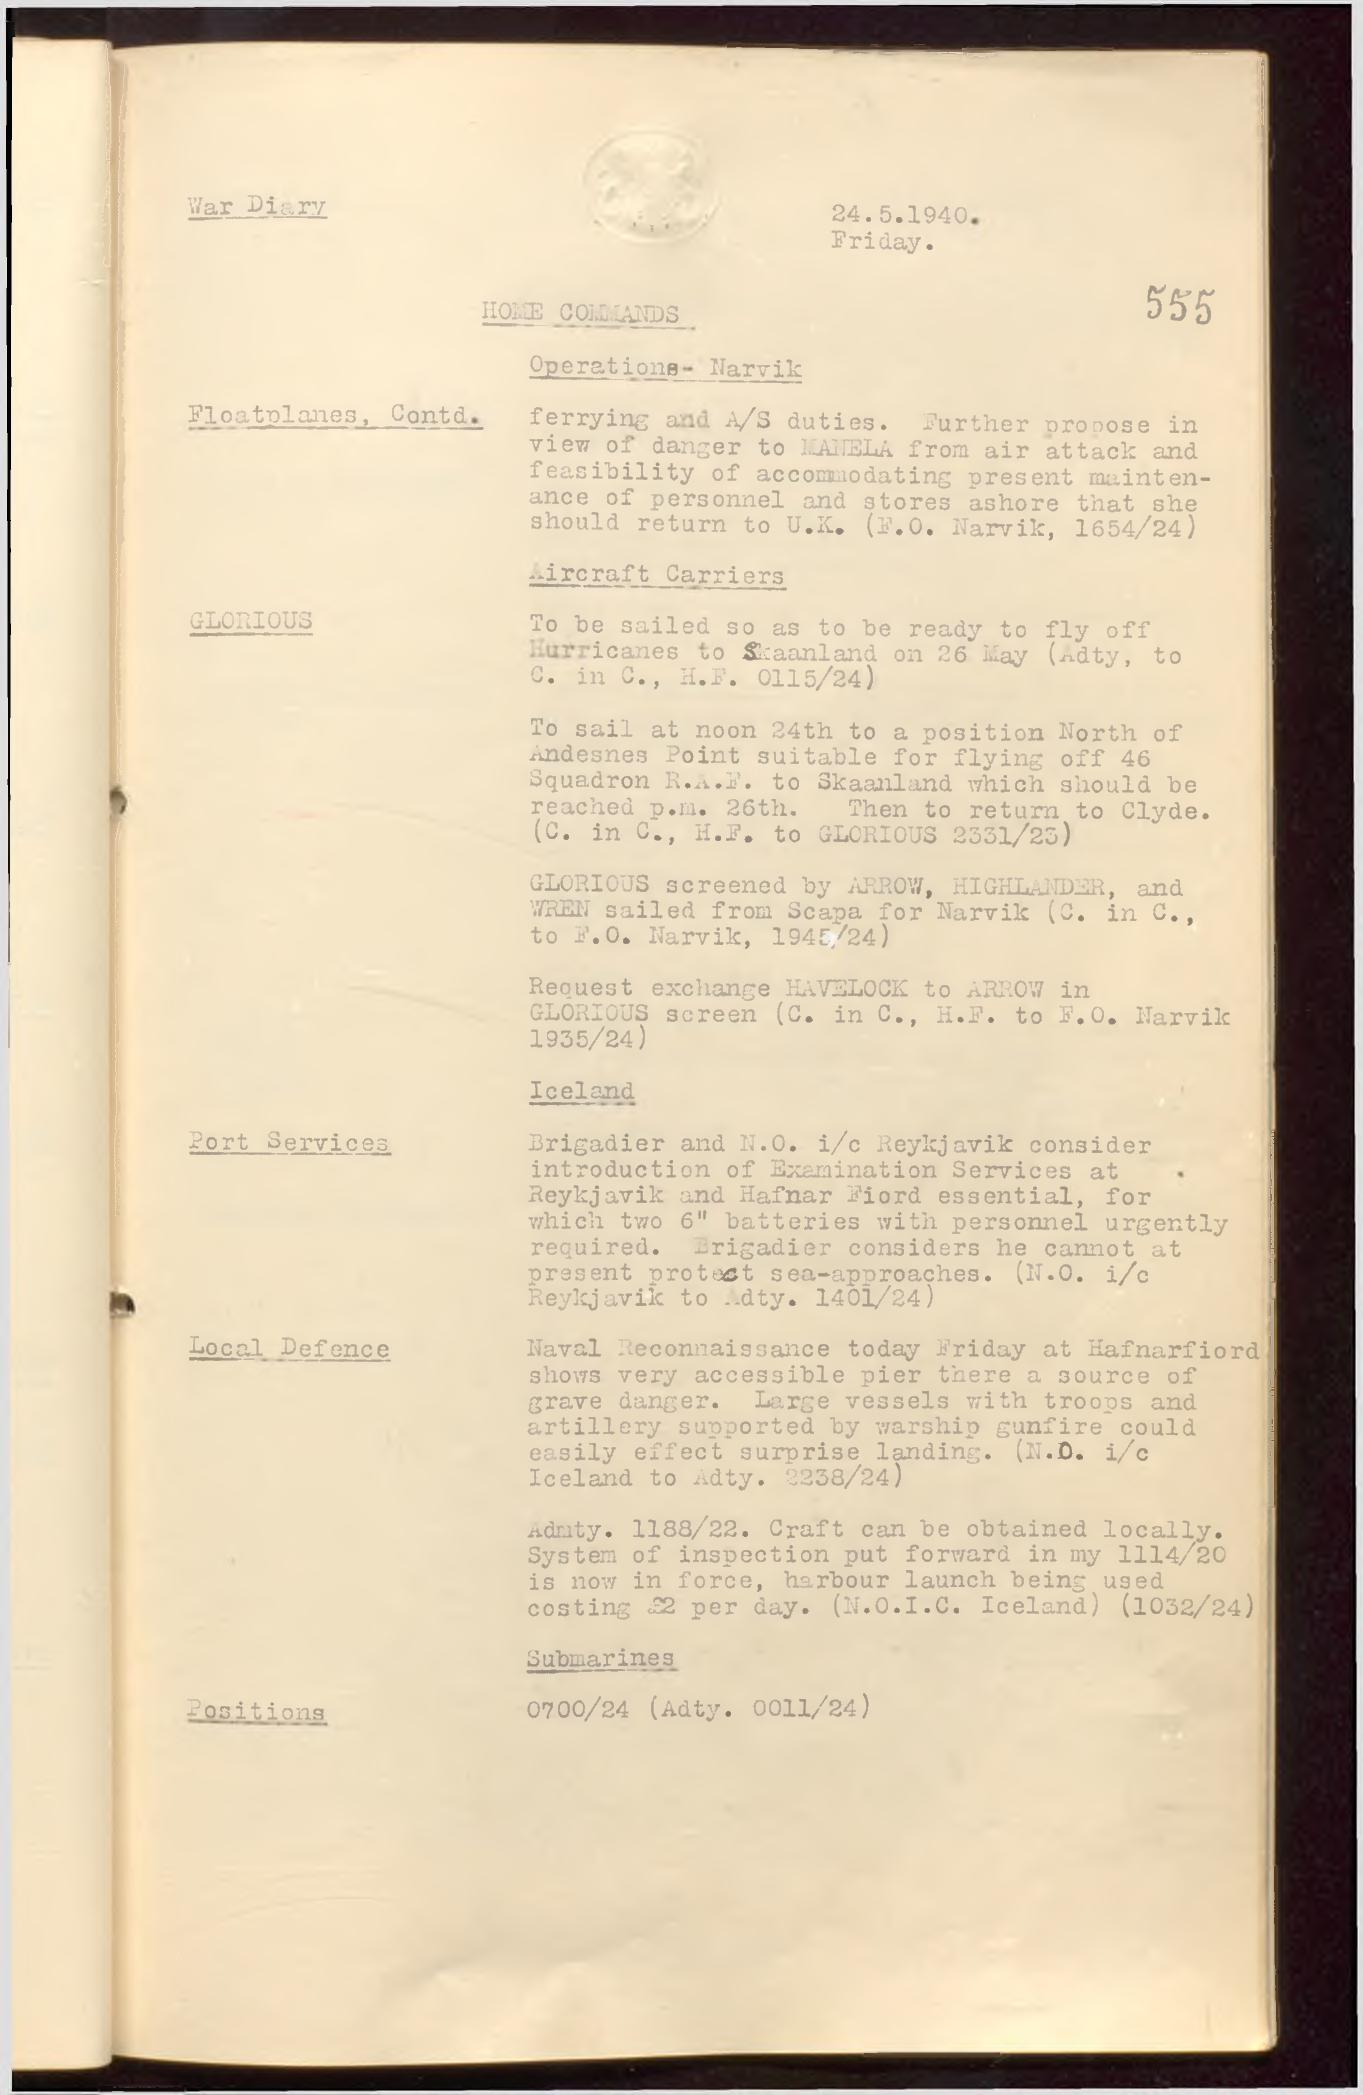 War Diary
24.5.1940.
Friday.
555
HOME COMMANDS
Operations- Narvik
Floatplanes, Contd.
ferrying and A/S duties. Further propose in
view of danger to MANELA from air attack and
feasibility of accommodating present mainten-
ance of personnel and stores ashore that she
should return to U.K. (F.O. Narvik, 1654/24)
Aircraft Carriers
GLORIOUS
To be sailed so as to be ready to fly off
Hurricanes to Skaanland on 26 May (Adty, to
C. in C., H.F. 0115/24)
To sail at noon 24th to a position North of
Andesnes Point suitable for flying off 46
Squadron R.A.F. to Skaanland which should be
reached p.m. 26th. Then to return to Clyde.
(C. in C., H.F. to GLORIOUS 2331/23)
GLORIOUS screened by ARROW, HIGHLANDER, and
WREN sailed from Scapa for Narvik (C. in C.,
to F.O. Narvik, 1945/24)
Request exchange HAVELOCK to ARROW in
GLORIOUS screen (C. in C., H.F. to F.O. Narvik
1935/24)
Iceland
Port Services
Brigadier and N.O. i/c Reykjavik consider
introduction of Examination Services at
Reykjavik and Hafnar Fiord essential, for
which two 6" batteries with personnel urgently
required. Brigadier considers he cannot at
present protect sea-approaches. (N.O. i/c
Reykjavik to Adty. 1401/24)
Local Defence
Naval Reconnaissance today Friday at Hafnarfiord
shows very accessible pier there a source of
grave danger. Large vessels with troops and
artillery supported by warship gunfire could
easily effect surprise landing. (N.O. i/c
Iceland to Adty. 2238/24)
Admty. 1188/22. Craft can be obtained locally.
System of inspection put forward in my 1114/20
is now in force, harbour launch being used
costing £2 per day. (N.O.I.C. Iceland) (1032/24)
Submarines
Positions
0700/24 (Adty. 0011/24)